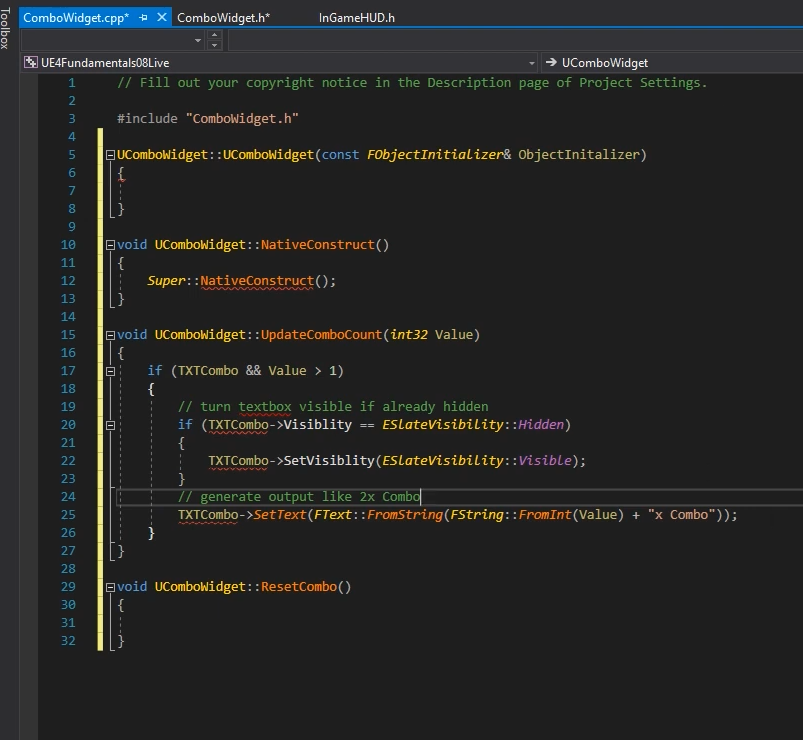 Toolbox
ComboWidget.cpp* ComboWidget.h* InGameHUD.h
UE4Fundamentals08Live UComboWidget
1 // Fill out your copyright notice in the Description page of Project Settings.
2
3 #include "ComboWidget.h"
4
5 UComboWidget::UComboWidget(const FObjectInitializer& ObjectInitalizer)
6 {
7
8 }
9
10 void UComboWidget::NativeConstruct()
11 {
12 Super::NativeConstruct();
13 }
14
15 void UComboWidget::UpdateComboCount(int32 Value)
16 {
17 if (TXTCombo && Value > 1)
18 {
19 // turn textbox visible if already hidden
20 if (TXTCombo->Visiblity == ESlateVisibility::Hidden)
21 {
22 TXTCombo->SetVisiblity(ESlateVisibility::Visible);
23 }
24 // generate output like 2x Combo
25 TXTCombo->SetText(FText::FromString(FString::FromInt(Value) + "x Combo"));
26 }
27 }
28
29 void UComboWidget::ResetCombo()
30 {
31
32 }